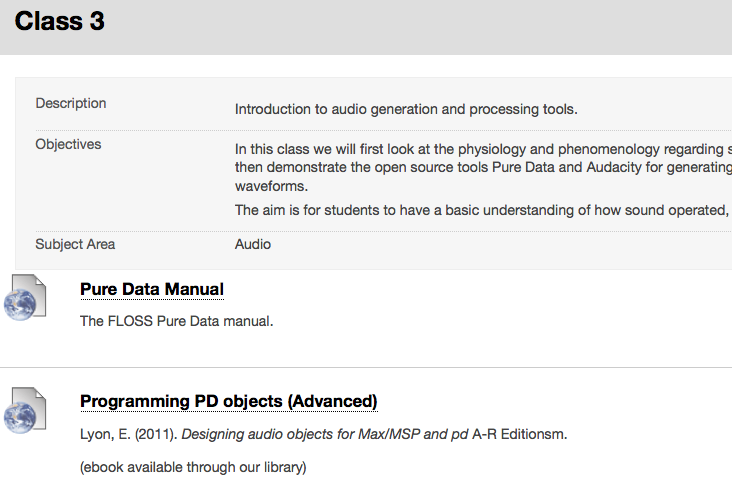 Class 3
Description
Introduction to audio generation and processing tools.
Objectives
In this class we will first look at the physiology and phenomenology regarding
then demonstrate the open source tools Pure Data and Audacity for generating
waveforms.
The aim is for students to have a basic understanding of how sound operated,
Subject Area
Audio
Pure Data Manual
The FLOSS Pure Data manual.
Programming PD objects (Advanced)
Lyon, E. (2011). Designing audio objects for Max/MSP and pd A-R Editionsm.
(ebook available through our library)